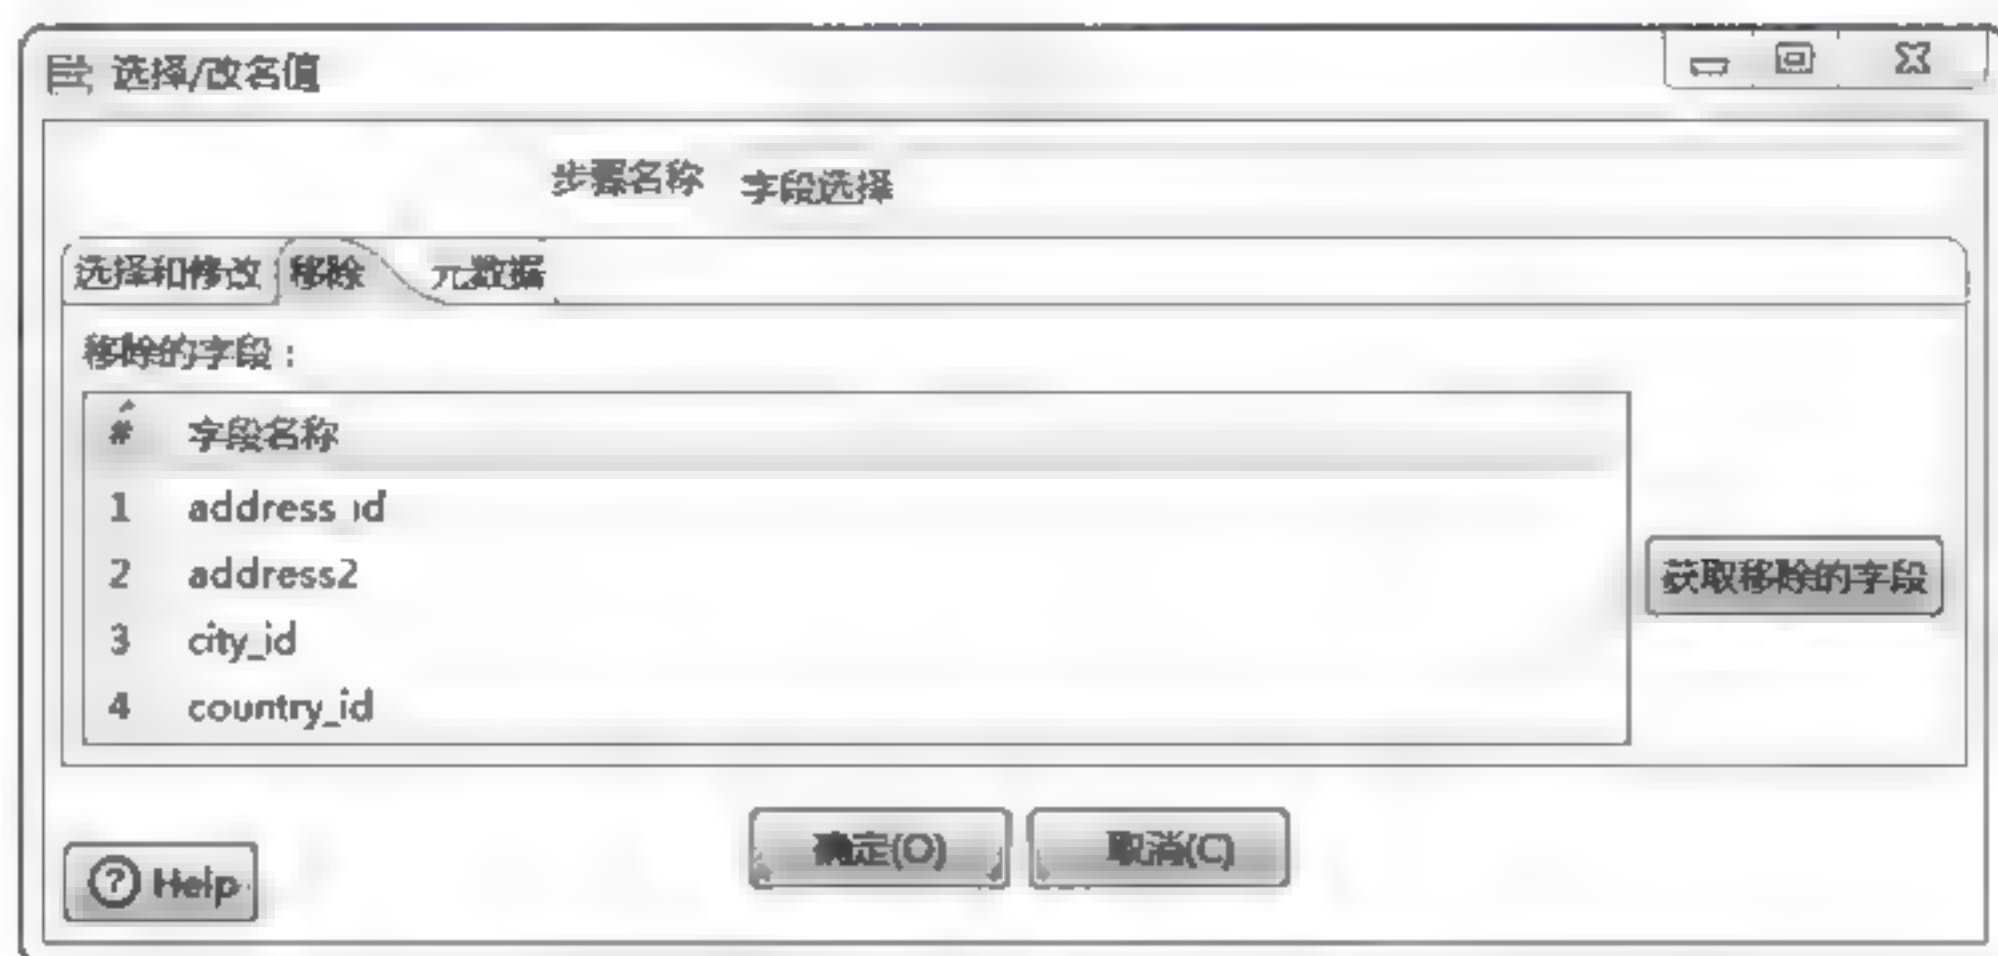 选择/改名值
步骤名称 字段选择
选择和修改 移除 元数据
移除的字段：
# 字段名称
1 address_id
2 address2
获取移除的字段
3 city_id
4 country_id
确定(O) 取消(C)
Help